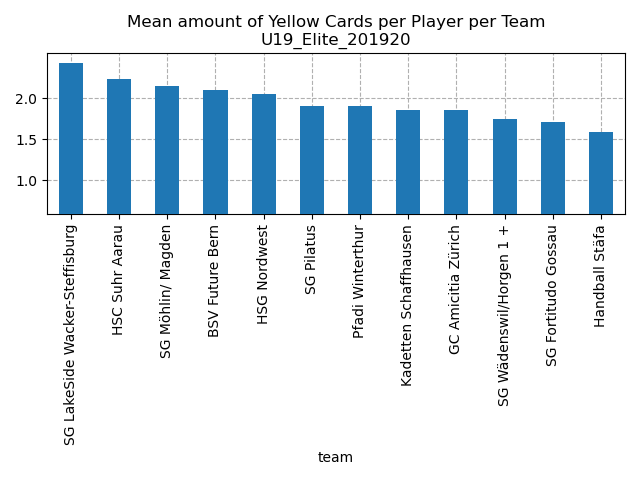 Mean amount of Yellow Cards per Player per Team
U19_Elite_201920
2.0
1.5
1.0
SG LakeSide Wacker-Steffisburg
HSC Suhr Aarau
SG Möhlin/ Magden
BSV Future Bern
HSG Nordwest
SG Pilatus
Pfadi Winterthur
Kadetten Schaffhausen
GC Amicitia Zürich
SG Wädenswil/Horgen 1 +
SG Fortitudo Gossau
Handball Stäfa
team